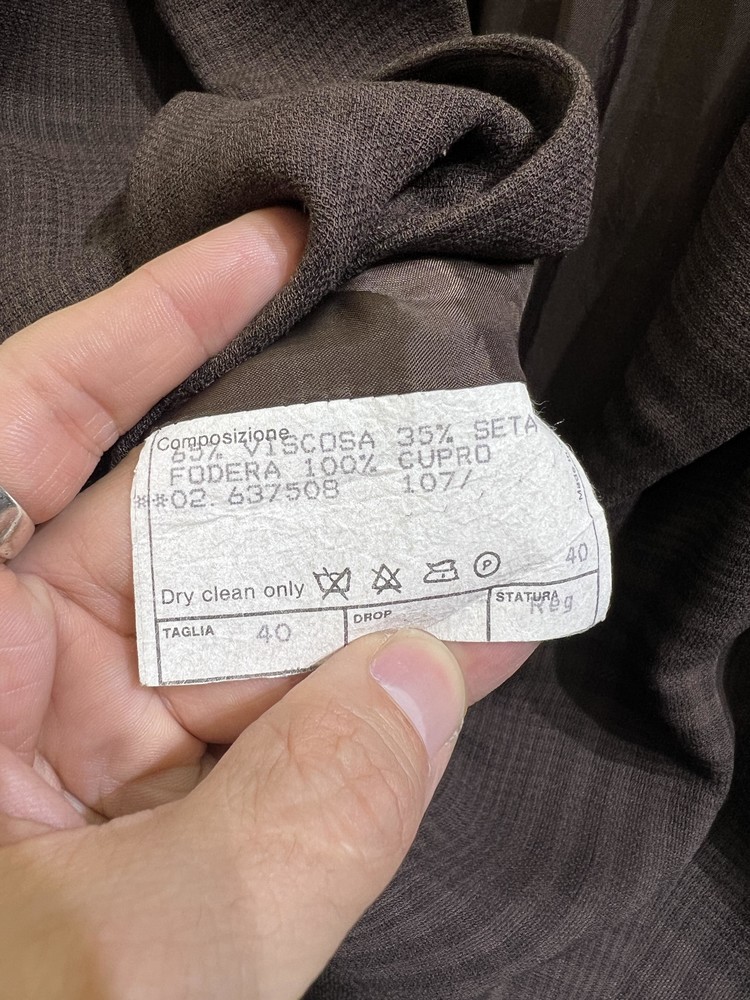 Composizione
65% VISCOSA 35% SETA
FODERA 100% CUPRO
**02.637508 107/
40
Dry clean only
P
TAGLIA 40
DROP
STATURA Reg